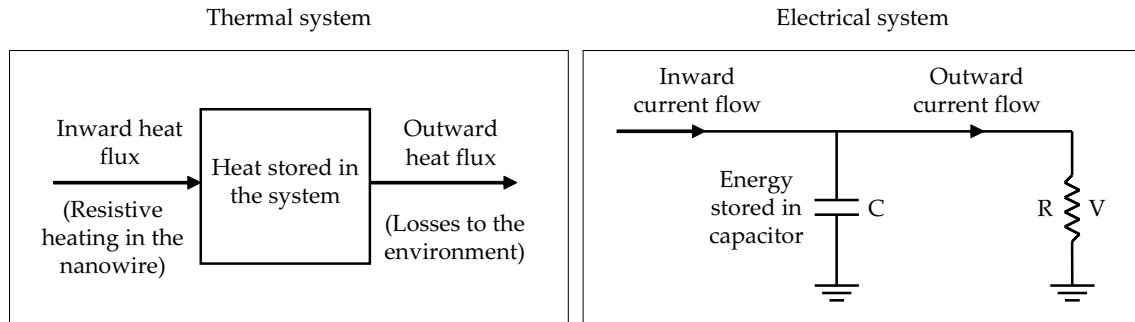 Thermal system
Inward heat
flux
(Resistive
heating in the
nanowire)
Heat stored in
the system
Outward
heat flux
(Losses to the
environment)
Electrical system
Inward
current flow
Outward
current flow
Energy
stored in
capacitor
C
R
V